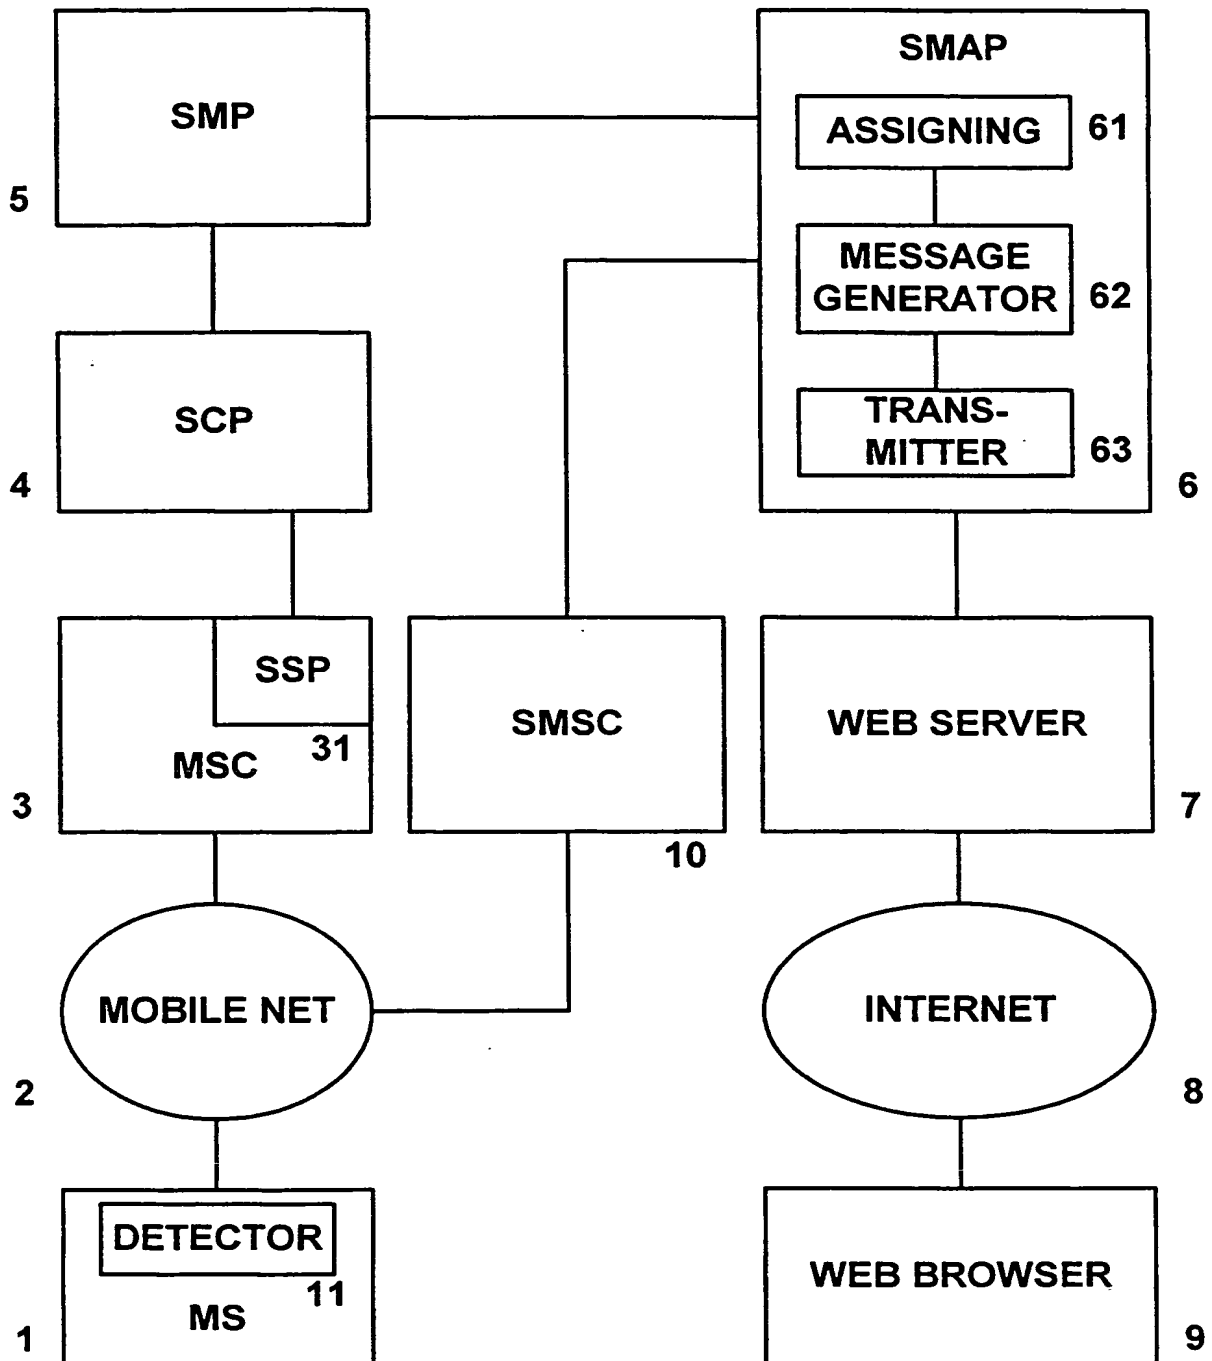 SMP
5
SMAP
ASSIGNING
61
MESSAGE
GENERATOR
62
TRANS-
MITTER
63
6
SCP
4
SSP
31
MSC
3
SMSC
10
WEB SERVER
7
MOBILE NET
2
INTERNET
8
DETECTOR
11
MS
1
WEB BROWSER
9